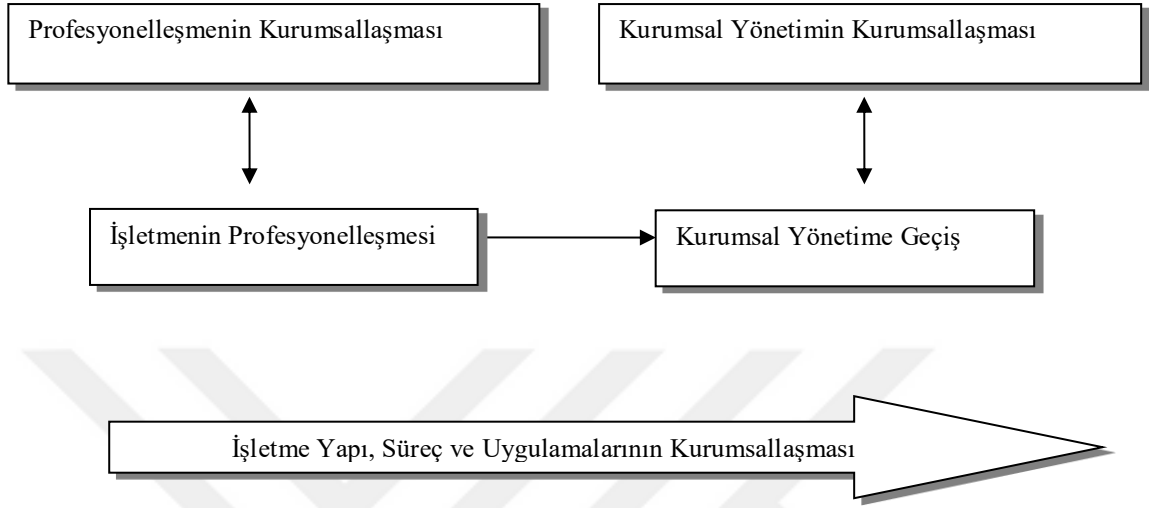 Profesyonelleşmenin Kurumsallaşması
Kurumsal Yönetimin Kurumsallaşması
İşletmenin Profesyonelleşmesi
Kurumsal Yönetime Geçiş
İşletme Yapı, Süreç ve Uygulamalarının Kurumsallaşması